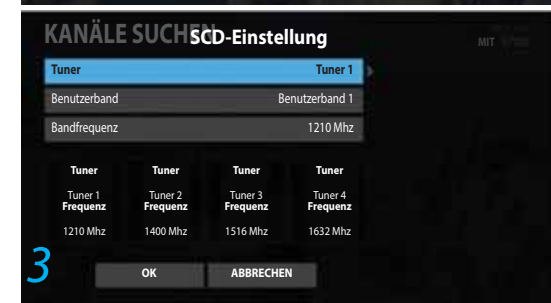 KANÄLE SUCHEN
SCD-Einstellung
MIT
Tuner Tuner 1
Benutzerband Benutzerband 1
Bandfrequenz 1210 Mhz
Tuner Tuner Tuner Tuner
Tuner 1 Tuner 2 Tuner 3 Tuner 4
Frequenz Frequenz Frequenz Frequenz
1210 Mhz 1400 Mhz 1516 Mhz 1632 Mhz
3
OK ABBRECHEN